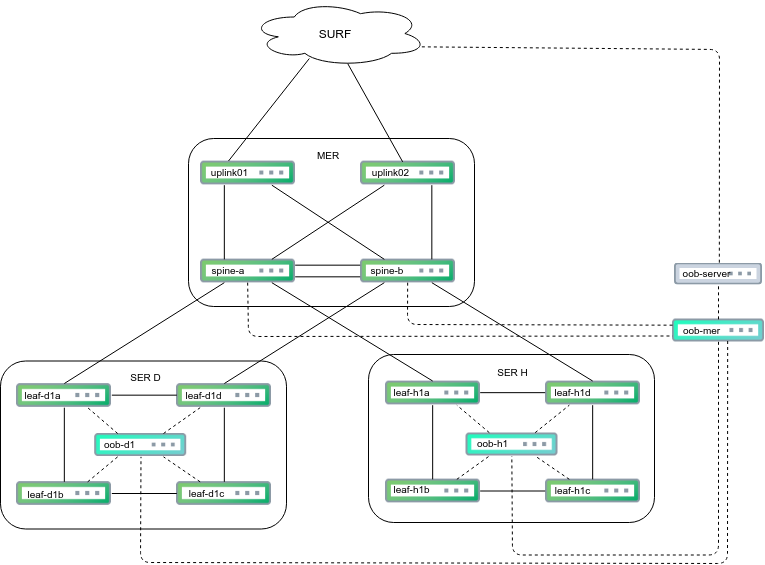 SURF
MER
uplink01
uplink02
spine-a
spine-b
oob-server
oob-mer
SER D
leaf-d1a
leaf-d1d
oob-d1
leaf-d1b
leaf-d1c
SER H
leaf-h1a
leaf-h1d
oob-h1
leaf-h1b
leaf-h1c